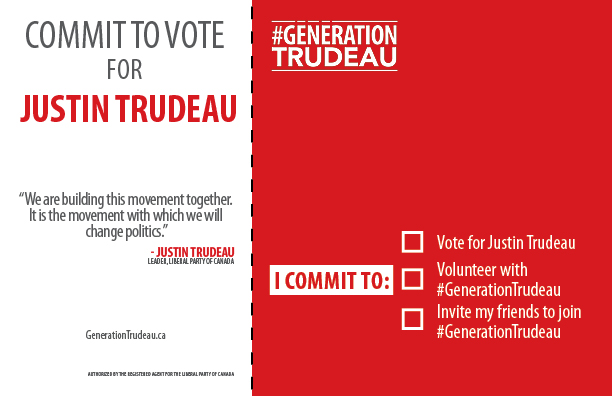 COMMIT TO VOTE
FOR
JUSTIN TRUDEAU
“We are building this movement together.
It is the movement with which we will
change politics.”
- JUSTIN TRUDEAU
LEADER, LIBERAL PARTY OF CANADA
GenerationTrudeau.ca
AUTHORIZED BY THE REGISTERED AGENT FOR THE LIBERAL PARTY OF CANADA
#GENERATION
TRUDEAU
I COMMIT TO:
Vote for Justin Trudeau
Volunteer with
#GenerationTrudeau
Invite my friends to join
#GenerationTrudeau